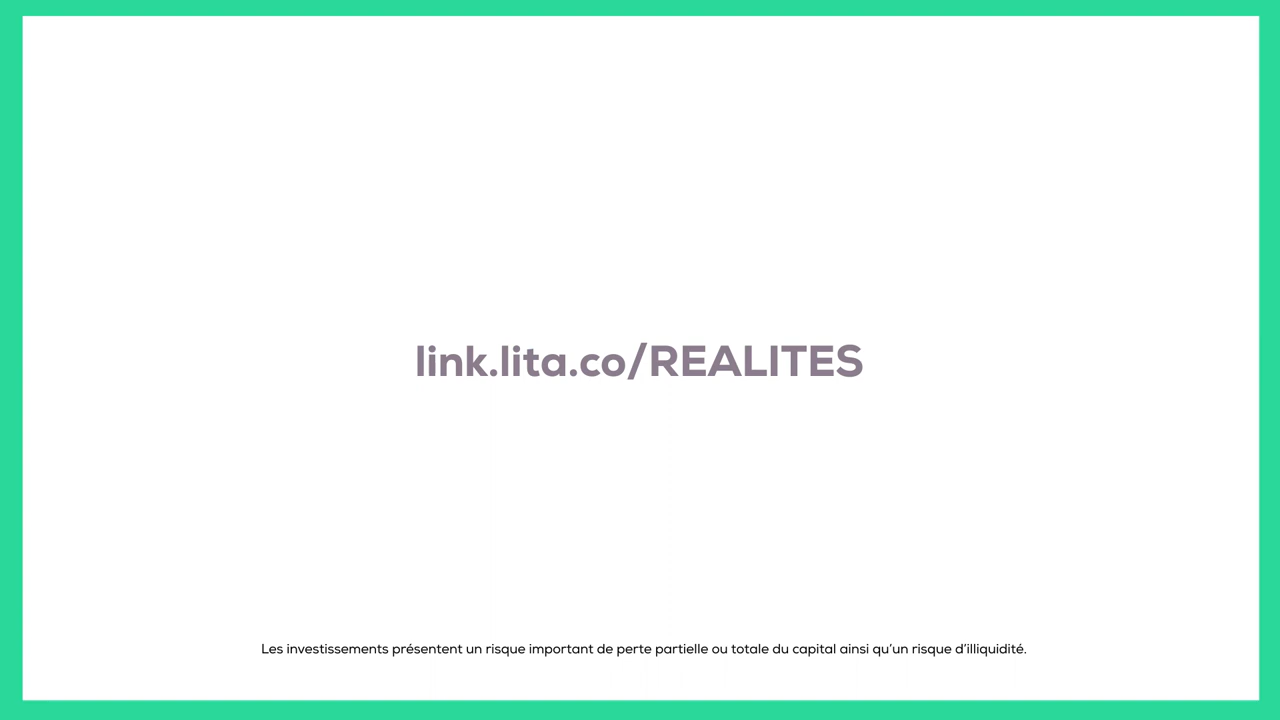 link.lita.co/REALITES
Les investissements présentent un risque important de perte partielle ou totale du capital ainsi qu’un risque d’illiquidité.